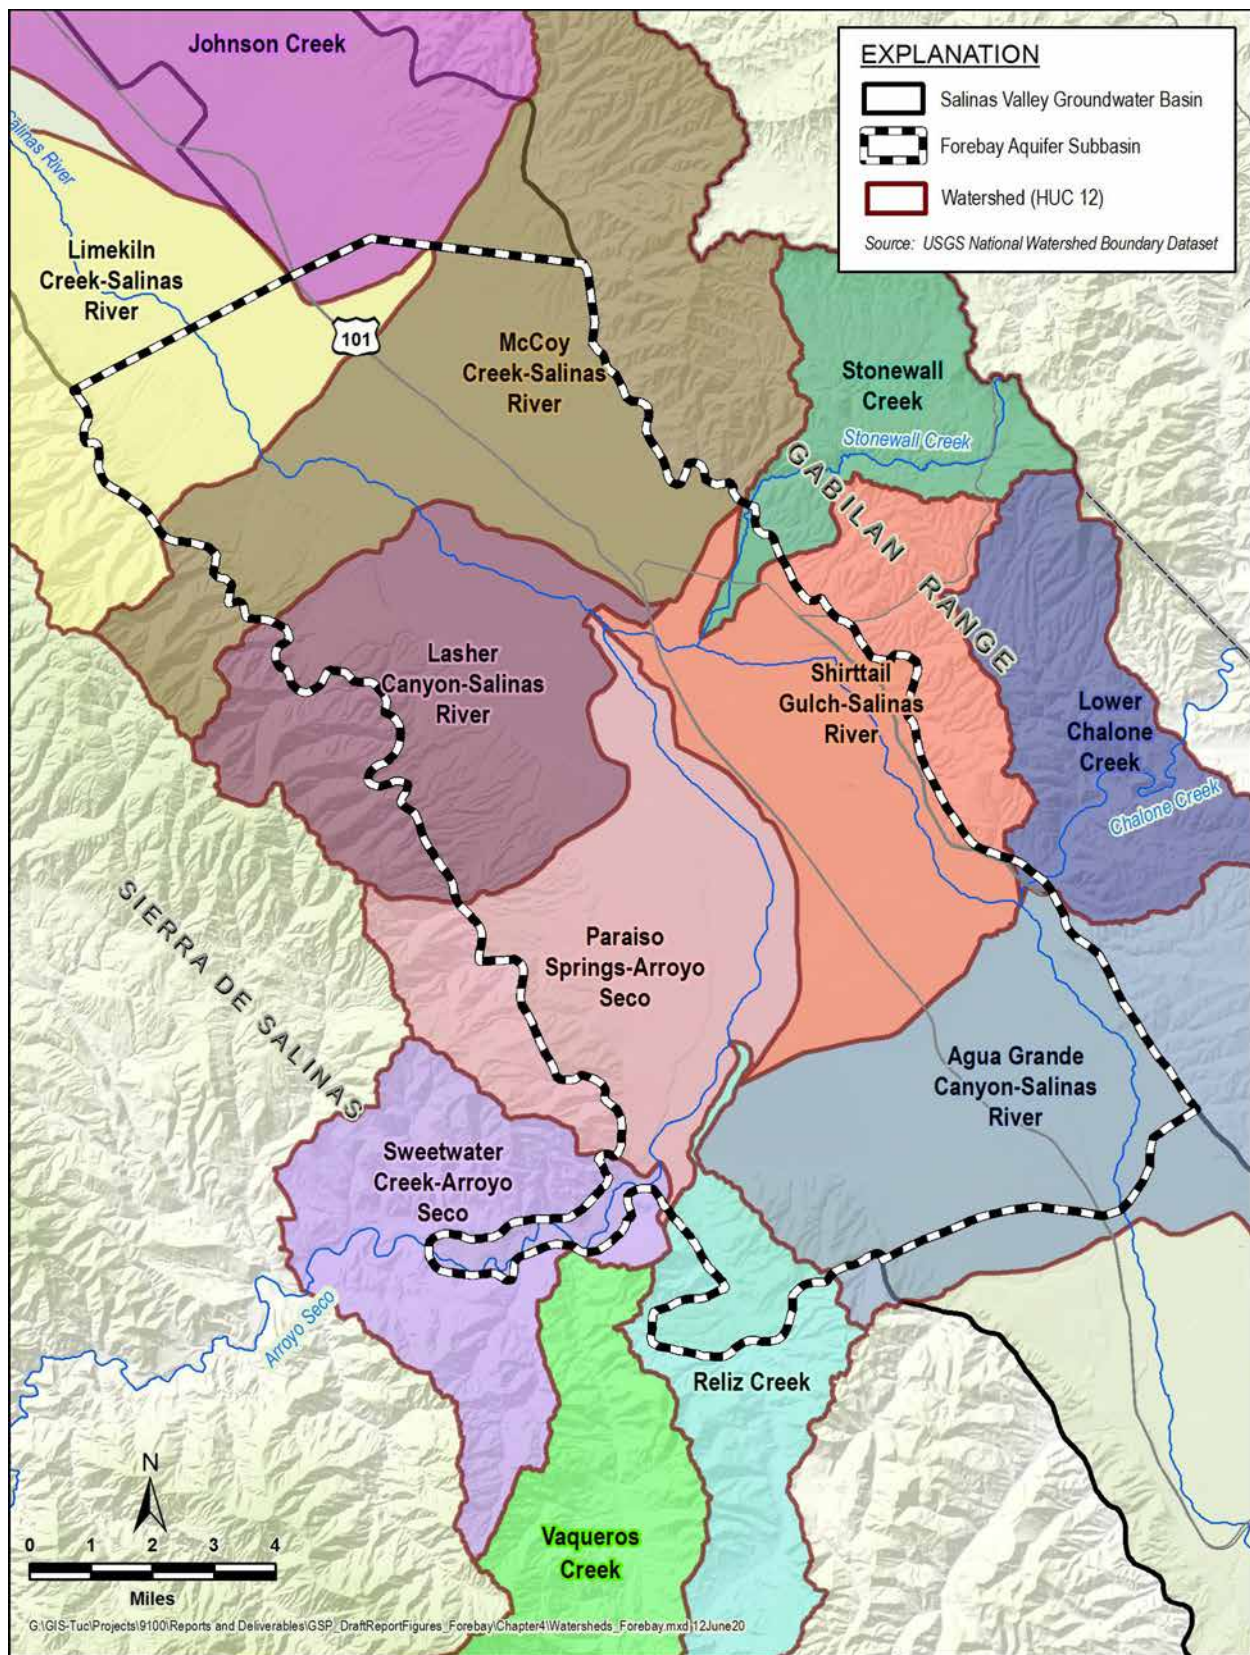 Johnson Creek
EXPLANATION
Salinas Valley Groundwater Basin
Forebay Aquifer Subbasin
Watershed (HUC 12)
Source: USGS National Watershed Boundary Dataset
Salinas River
Limekiln
Creek-Salinas
River
101
McCoy
Creek-Salinas
River
Stonewall
Creek
Stonewall Creek
GABILAN RANGE
Lasher
Canyon-Salinas
River
Shirttail
Gulch-Salinas
River
Lower
Chalone
Creek
Chalone Creek
SIERRA DE SALINAS
Paraiso
Springs-Arroyo
Seco
Agua Grande
Canyon-Salinas
River
Sweetwater
Creek-Arroyo
Seco
Arroyo Seco
Reliz Creek
Vaqueros
Creek
N
0 1 2 3 4
Miles
G:\GIS-Tuc\Projects\9100\Reports and Deliverables\GSP_DraftReportFigures_Forebay\Chapter4\Watersheds_Forebay.mxd 12June20